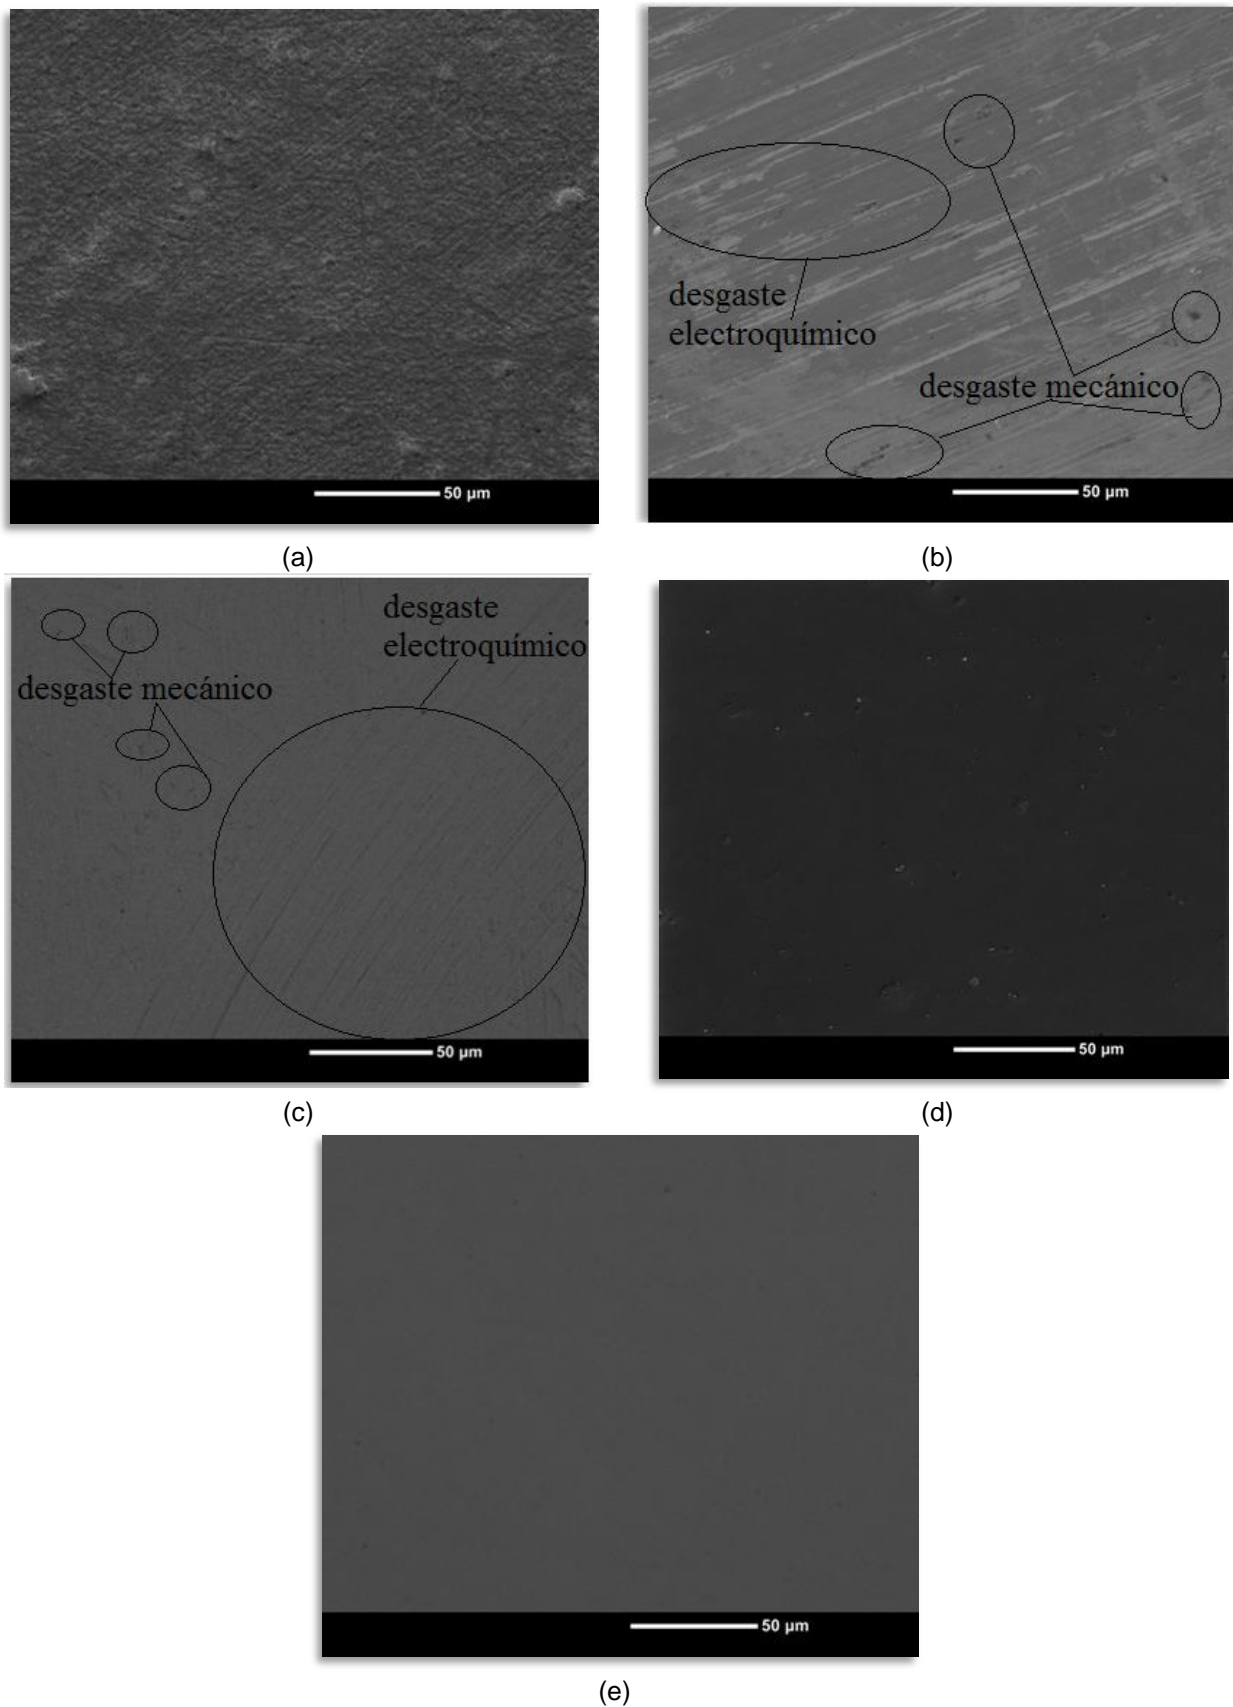 desgaste
electroquímico
desgaste mecánico
50 µm
50 µm
(a)
(b)
desgaste
electroquímico
desgaste mecánico
50 µm
50 µm
(c)
(d)
50 µm
(e)